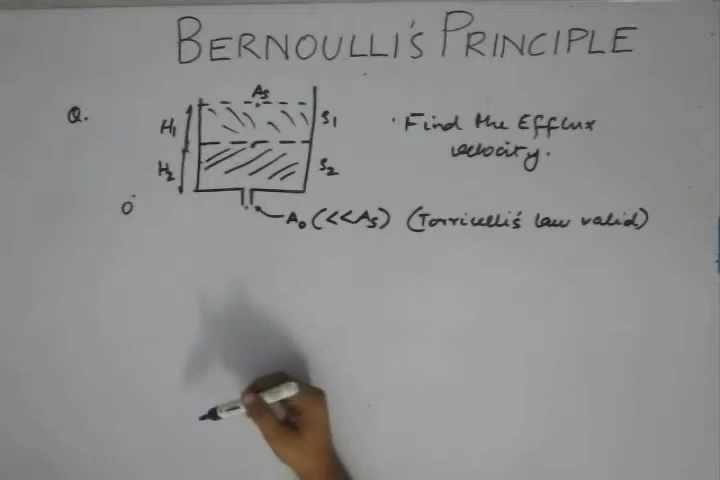 BERNOULLI'S PRINCIPLE
Q.
As
H1
S1
· Find the Efflux
velocity.
H2
S2
O
A0 (<<As) (Torricelli's law valid)